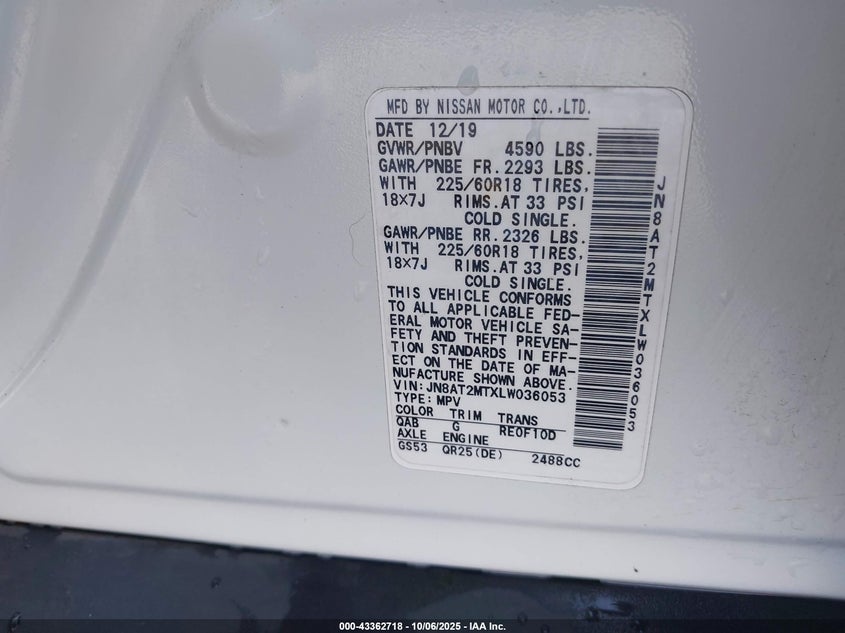 MFD BY NISSAN MOTOR CO.,LTD.
DATE 12/19
GVWR/PNBV 4590 LBS.
GAWR/PNBE FR. 2293 LBS.
WITH 225/60R18 TIRES,
18×7J RIMS.AT 33 PSI
COLD SINGLE.
GAWR/PNBE RR. 2326 LBS.
WITH 225/60R18 TIRES,
18×7J RIMS.AT 33 PSI
COLD SINGLE.
THIS VEHICLE CONFORMS
TO ALL APPLICABLE FED-
ERAL MOTOR VEHICLE SA-
FETY AND THEFT PREVEN-
TION STANDARDS IN EFF-
ECT ON THE DATE OF MA-
NUFACTURE SHOWN ABOVE.
VIN: JN8AT2MTXLW036053
TYPE: MPV
COLOR TRIM TRANS
QAB G RE0F10D
AXLE ENGINE
GS53 QR25(DE) 2488CC
JN8AT2MTXLW036053
000-43362718 - 10/06/2025 - IAA Inc.